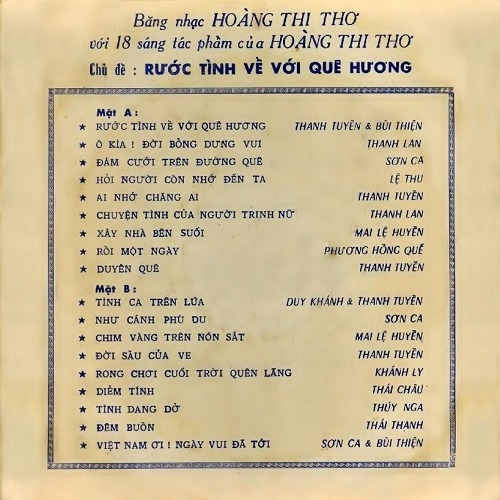 Băng nhạc HOÀNG THI THƠ
với 18 sáng tác phẩm của HOÀNG THI THƠ
Chủ đề : RƯỚC TÌNH VỀ VỚI QUÊ HƯƠNG
Mặt A :
★ RƯỚC TÌNH VỀ VỚI QUÊ HƯƠNG THANH TUYỀN & BÙI THIỆN
★ Ô KÌA ! ĐỜI BỖNG DƯNG VUI THANH LAN
★ ĐÁM CƯỚI TRÊN ĐƯỜNG QUÊ SƠN CA
★ HỎI NGƯỜI CÒN NHỚ ĐẾN TA LỆ THU
★ AI NHỚ CHĂNG AI THANH TUYỀN
★ CHUYỆN TÌNH CỦA NGƯỜI TRINH NỮ THANH LAN
★ XÂY NHÀ BÊN SUỐI MAI LỆ HUYỀN
★ RỒI MỘT NGÀY PHƯƠNG HỒNG QUẾ
★ DUYÊN QUÊ THANH TUYỀN
Mặt B :
★ TÌNH CA TRÊN LÚA DUY KHÁNH & THANH TUYỀN
★ NHƯ CÁNH PHÙ DU SƠN CA
★ CHIM VÀNG TRÊN NÓN SẮT MAI LỆ HUYỀN
★ ĐỜI SẦU CỦA VE THANH TUYỀN
★ RONG CHƠI CUỐI TRỜI QUÊN LÃNG KHÁNH LY
★ DIỄM TÌNH THÁI CHÂU
★ TÌNH DANG DỞ THÚY NGA
★ ĐÊM BUỒN THÁI THANH
★ VIỆT NAM ƠI ! NGÀY VUI ĐÃ TỚI SƠN CA & BÙI THIỆN